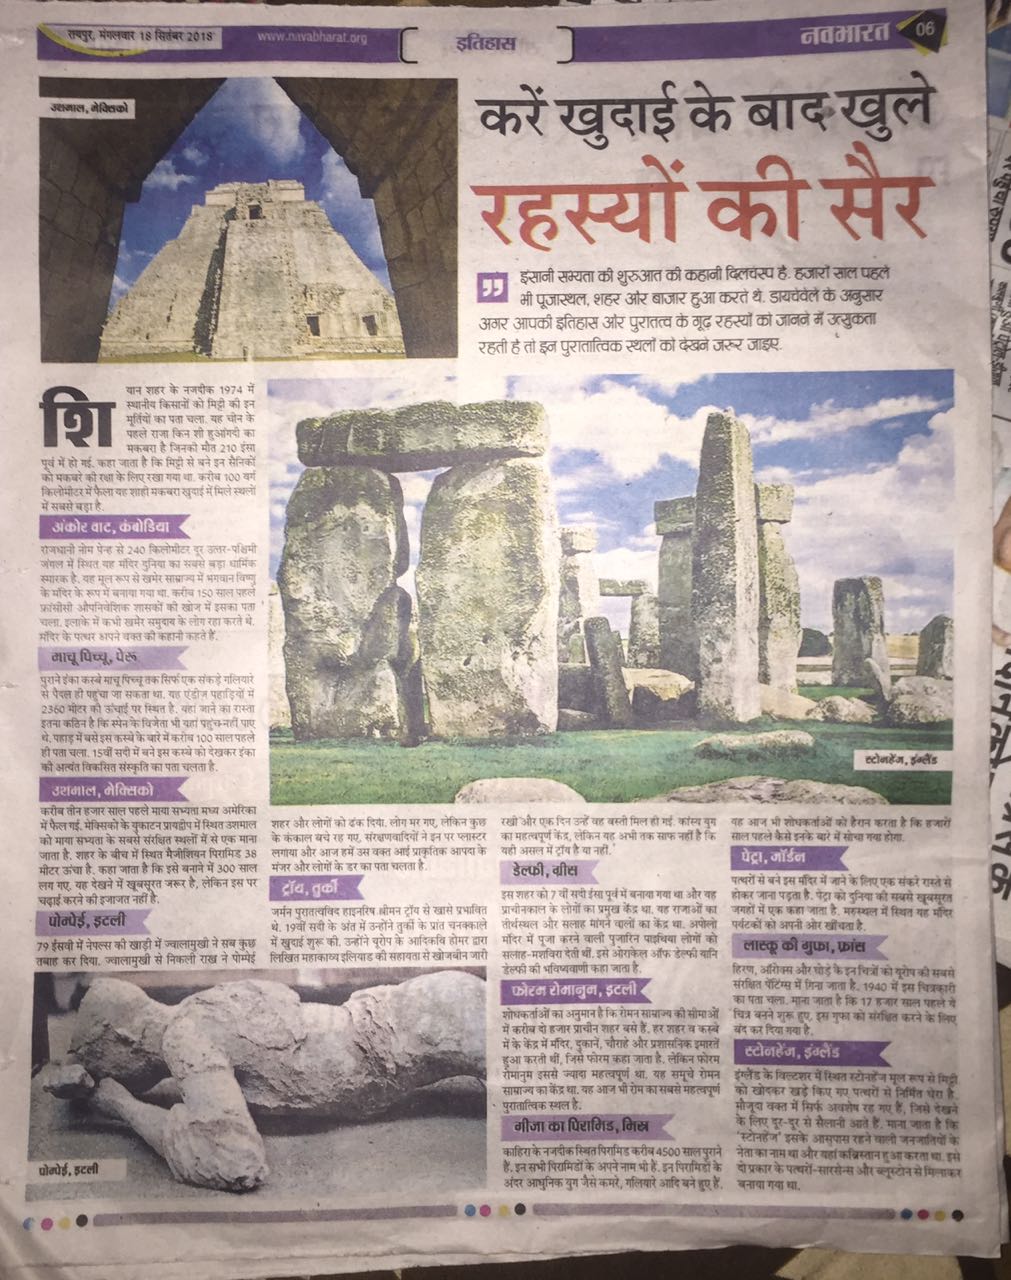 रायपुर, मंगलवार 18 सितंबर 2018
www.navabharat.org
इतिहास
नवभारत
06
उशमाल, मेक्सिको
करें खुदाई के बाद खुले
रहस्यों की सैर
इंसानी सभ्यता की शुरुआत की कहानी दिलचस्प है. हजारों साल पहले
भी पूजास्थल, शहर और बाजार हुआ करते थे. डायचेवेले के अनुसार
अगर आपकी इतिहास और पुरातत्व के गूढ़ रहस्यों को जानने में उत्सुकता
रहती है तो इन पुरातात्विक स्थलों को देखने जरूर जाइए.
शियान शहर के नजदीक 1974 में
स्थानीय किसानों को मिट्टी की इन
मूर्तियों का पता चला. यह चीन के
पहले राजा किन शी हुआंगदी का
मकबरा है जिनकी मौत 210 ईसा
पूर्व में हो गई. कहा जाता है कि मिट्टी से बने इन सैनिकों
को मकबरे की रक्षा के लिए रखा गया था. करीब 100 वर्ग
किलोमीटर में फैला यह शाही मकबरा खुदाई में मिले स्थलों
में सबसे बड़ा है.
अंकोर वाट, कंबोडिया
राजधानी नोम पेन्ह से 240 किलोमीटर दूर उत्तर-पश्चिमी
जंगल में स्थित यह मंदिर दुनिया का सबसे बड़ा धार्मिक
स्मारक है. यह मूल रूप से खमेर साम्राज्य में भगवान विष्णु
के मंदिर के रूप में बनाया गया था. करीब 150 साल पहले
फ्रांसीसी औपनिवेशिक शासकों की खोज में इसका पता
चला. इलाके में कभी खमेर समुदाय के लोग रहा करते थे.
मंदिर के पत्थर अपने वक्त की कहानी कहते हैं.
माचू पिच्चू, पेरू
पुराने इंका कस्बे माचू पिच्चू तक सिर्फ एक संकड़े गलियारे
से पैदल ही पहुंचा जा सकता था. यह एंडीज पहाड़ियों में
2360 मीटर की ऊंचाई पर स्थित है. यहां जाने का रास्ता
इतना कठिन है कि स्पेन के विजेता भी यहां पहुंच नहीं पाए
थे. पहाड़ में बसे इस कस्बे के बारे में करीब 100 साल पहले
ही पता चला. 15वीं सदी में बने इस कस्बे को देखकर इंका
की अत्यंत विकसित संस्कृति का पता चलता है.
उशमाल, मेक्सिको
करीब तीन हजार साल पहले माया सभ्यता मध्य अमेरिका
में फैल गई. मेक्सिको के युकाटन प्रायद्वीप में स्थित उशमाल
को माया सभ्यता के सबसे संरक्षित स्थलों में से एक माना
जाता है. शहर के बीच में स्थित मैजीशियन पिरामिड 38
मीटर ऊंचा है. कहा जाता है कि इसे बनाने में 300 साल
लग गए. यह देखने में खूबसूरत जरूर है, लेकिन इस पर
चढ़ाई करने की इजाजत नहीं है.
पोम्पेई, इटली
79 ईसवी में नेपल्स की खाड़ी में ज्वालामुखी ने सब कुछ
तबाह कर दिया. ज्वालामुखी से निकली राख ने पोम्पेई
शहर और लोगों को ढंक दिया. लोग मर गए, लेकिन कुछ
के कंकाल बचे रह गए, संरक्षणवादियों ने इन पर प्लास्टर
लगाया और आज हमें उस वक्त आई प्राकृतिक आपदा के
मंजर और लोगों के डर का पता चलता है.
ट्रॉय, तुर्की
जर्मन पुरातत्वविद हाइनरिष श्लीमन ट्रॉय से खासे प्रभावित
थे. 19वीं सदी के अंत में उन्होंने तुर्की के प्रांत चनक्काले
में खुदाई शुरू की. उन्होंने यूरोप के आदिकवि होमर द्वारा
लिखित महाकाव्य इलियाड की सहायता से खोजबीन जारी
रखी और एक दिन उन्हें वह बस्ती मिल ही गई. कांस्य युग
का महत्वपूर्ण केंद्र, लेकिन यह अभी तक साफ नहीं है कि
यही असल में ट्रॉय है या नहीं.
डेल्फी, ग्रीस
इस शहर को 7 वीं सदी ईसा पूर्व में बनाया गया था और यह
प्राचीनकाल के लोगों का प्रमुख केंद्र था. यह राजाओं का
तीर्थस्थल और सलाह मांगने वालों का केंद्र था. अपोलो
मंदिर में पूजा करने वाली पुजारिन पाइथिया लोगों को
सलाह-मशविरा देती थीं. इसे ओराकेल ऑफ डेल्फी यानि
डेल्फी की भविष्यवाणी कहा जाता है.
फोरम रोमानुम, इटली
शोधकर्ताओं का अनुमान है कि रोमन साम्राज्य की सीमाओं
में करीब दो हजार प्राचीन शहर बसे हैं. हर शहर व कस्बे
में के केंद्र में मंदिर, दुकानें, चौराहे और प्रशासनिक इमारतें
हुआ करती थीं, जिसे फोरम कहा जाता है. लेकिन फोरम
रोमानुम इससे ज्यादा महत्वपूर्ण था. यह समूचे रोमन
साम्राज्य का केंद्र था. यह आज भी रोम का सबसे महत्वपूर्ण
पुरातात्विक स्थल है.
गीजा का पिरामिड, मिस्र
काहिरा के नजदीक स्थित पिरामिड करीब 4500 साल पुराने
हैं. इन सभी पिरामिडों के अपने नाम भी हैं. इन पिरामिडों के
अंदर आधुनिक युग जैसे कमरे, गलियारे आदि बने हुए हैं.
यह आज भी शोधकर्ताओं को हैरान करता है कि हजारों
साल पहले कैसे इनके बारे में सोचा गया होगा.
पेट्रा, जॉर्डन
पत्थरों से बने इस मंदिर में जाने के लिए एक संकरे रास्ते से
होकर जाना पड़ता है. पेट्रा को दुनिया की सबसे खूबसूरत
जगहों में एक कहा जाता है. मरुस्थल में स्थित यह मंदिर
पर्यटकों को अपनी ओर खींचता है.
लास्कू की गुफा, फ्रांस
हिरण, ऑरोक्स और घोड़े के इन चित्रों को यूरोप की सबसे
संरक्षित पेंटिंग्स में गिना जाता है. 1940 में इस चित्रकारी
का पता चला. माना जाता है कि 17 हजार साल पहले ये
चित्र बनने शुरू हुए. इस गुफा को संरक्षित करने के लिए
बंद कर दिया गया है.
स्टोनहेंज, इंग्लैंड
इंग्लैंड के विल्टशर में स्थित स्टोनहेंज मूल रूप से मिट्टी
को खोदकर खड़े किए गए पत्थरों से निर्मित घेरा है.
मौजूदा वक्त में सिर्फ अवशेष रह गए हैं, जिसे देखने
के लिए दूर-दूर से सैलानी आते हैं. माना जाता है कि
'स्टोनहेंज' इसके आसपास रहने वाली जनजातियों के
नेता का नाम था और यहां कब्रिस्तान हुआ करता था. इसे
दो प्रकार के पत्थरों-सारसेन्स और ब्लूस्टोन से मिलाकर
बनाया गया था.
स्टोनहेंज, इंग्लैंड
पोम्पेई, इटली